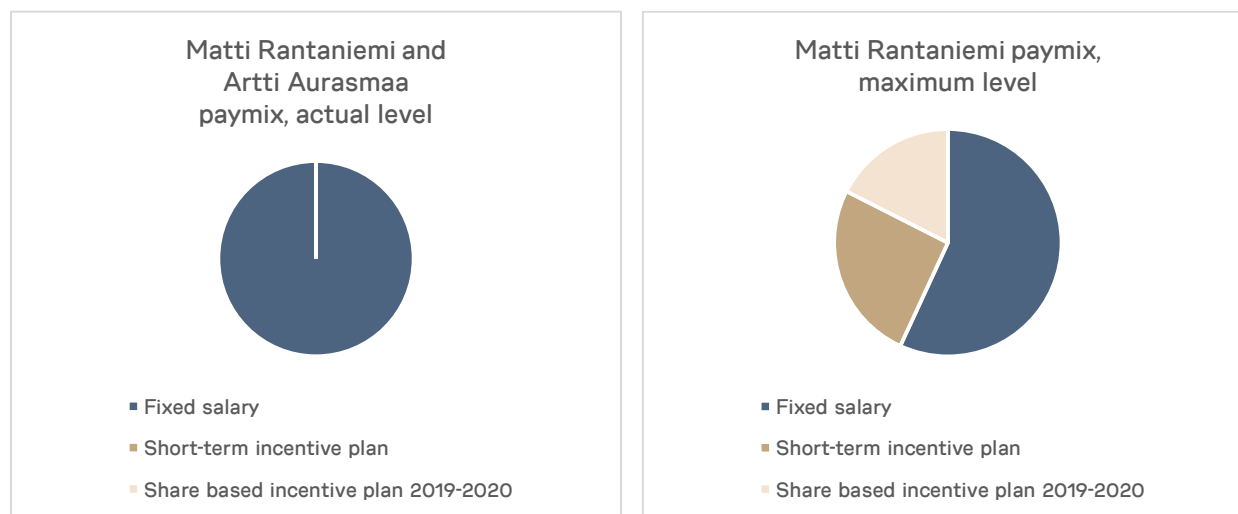 Matti Rantaniemi and
Artti Aurasmaa
paymix, actual level
Fixed salary
Short-term incentive plan
Share based incentive plan 2019-2020
Matti Rantaniemi paymix,
maximum level
Fixed salary
Short-term incentive plan
Share based incentive plan 2019-2020